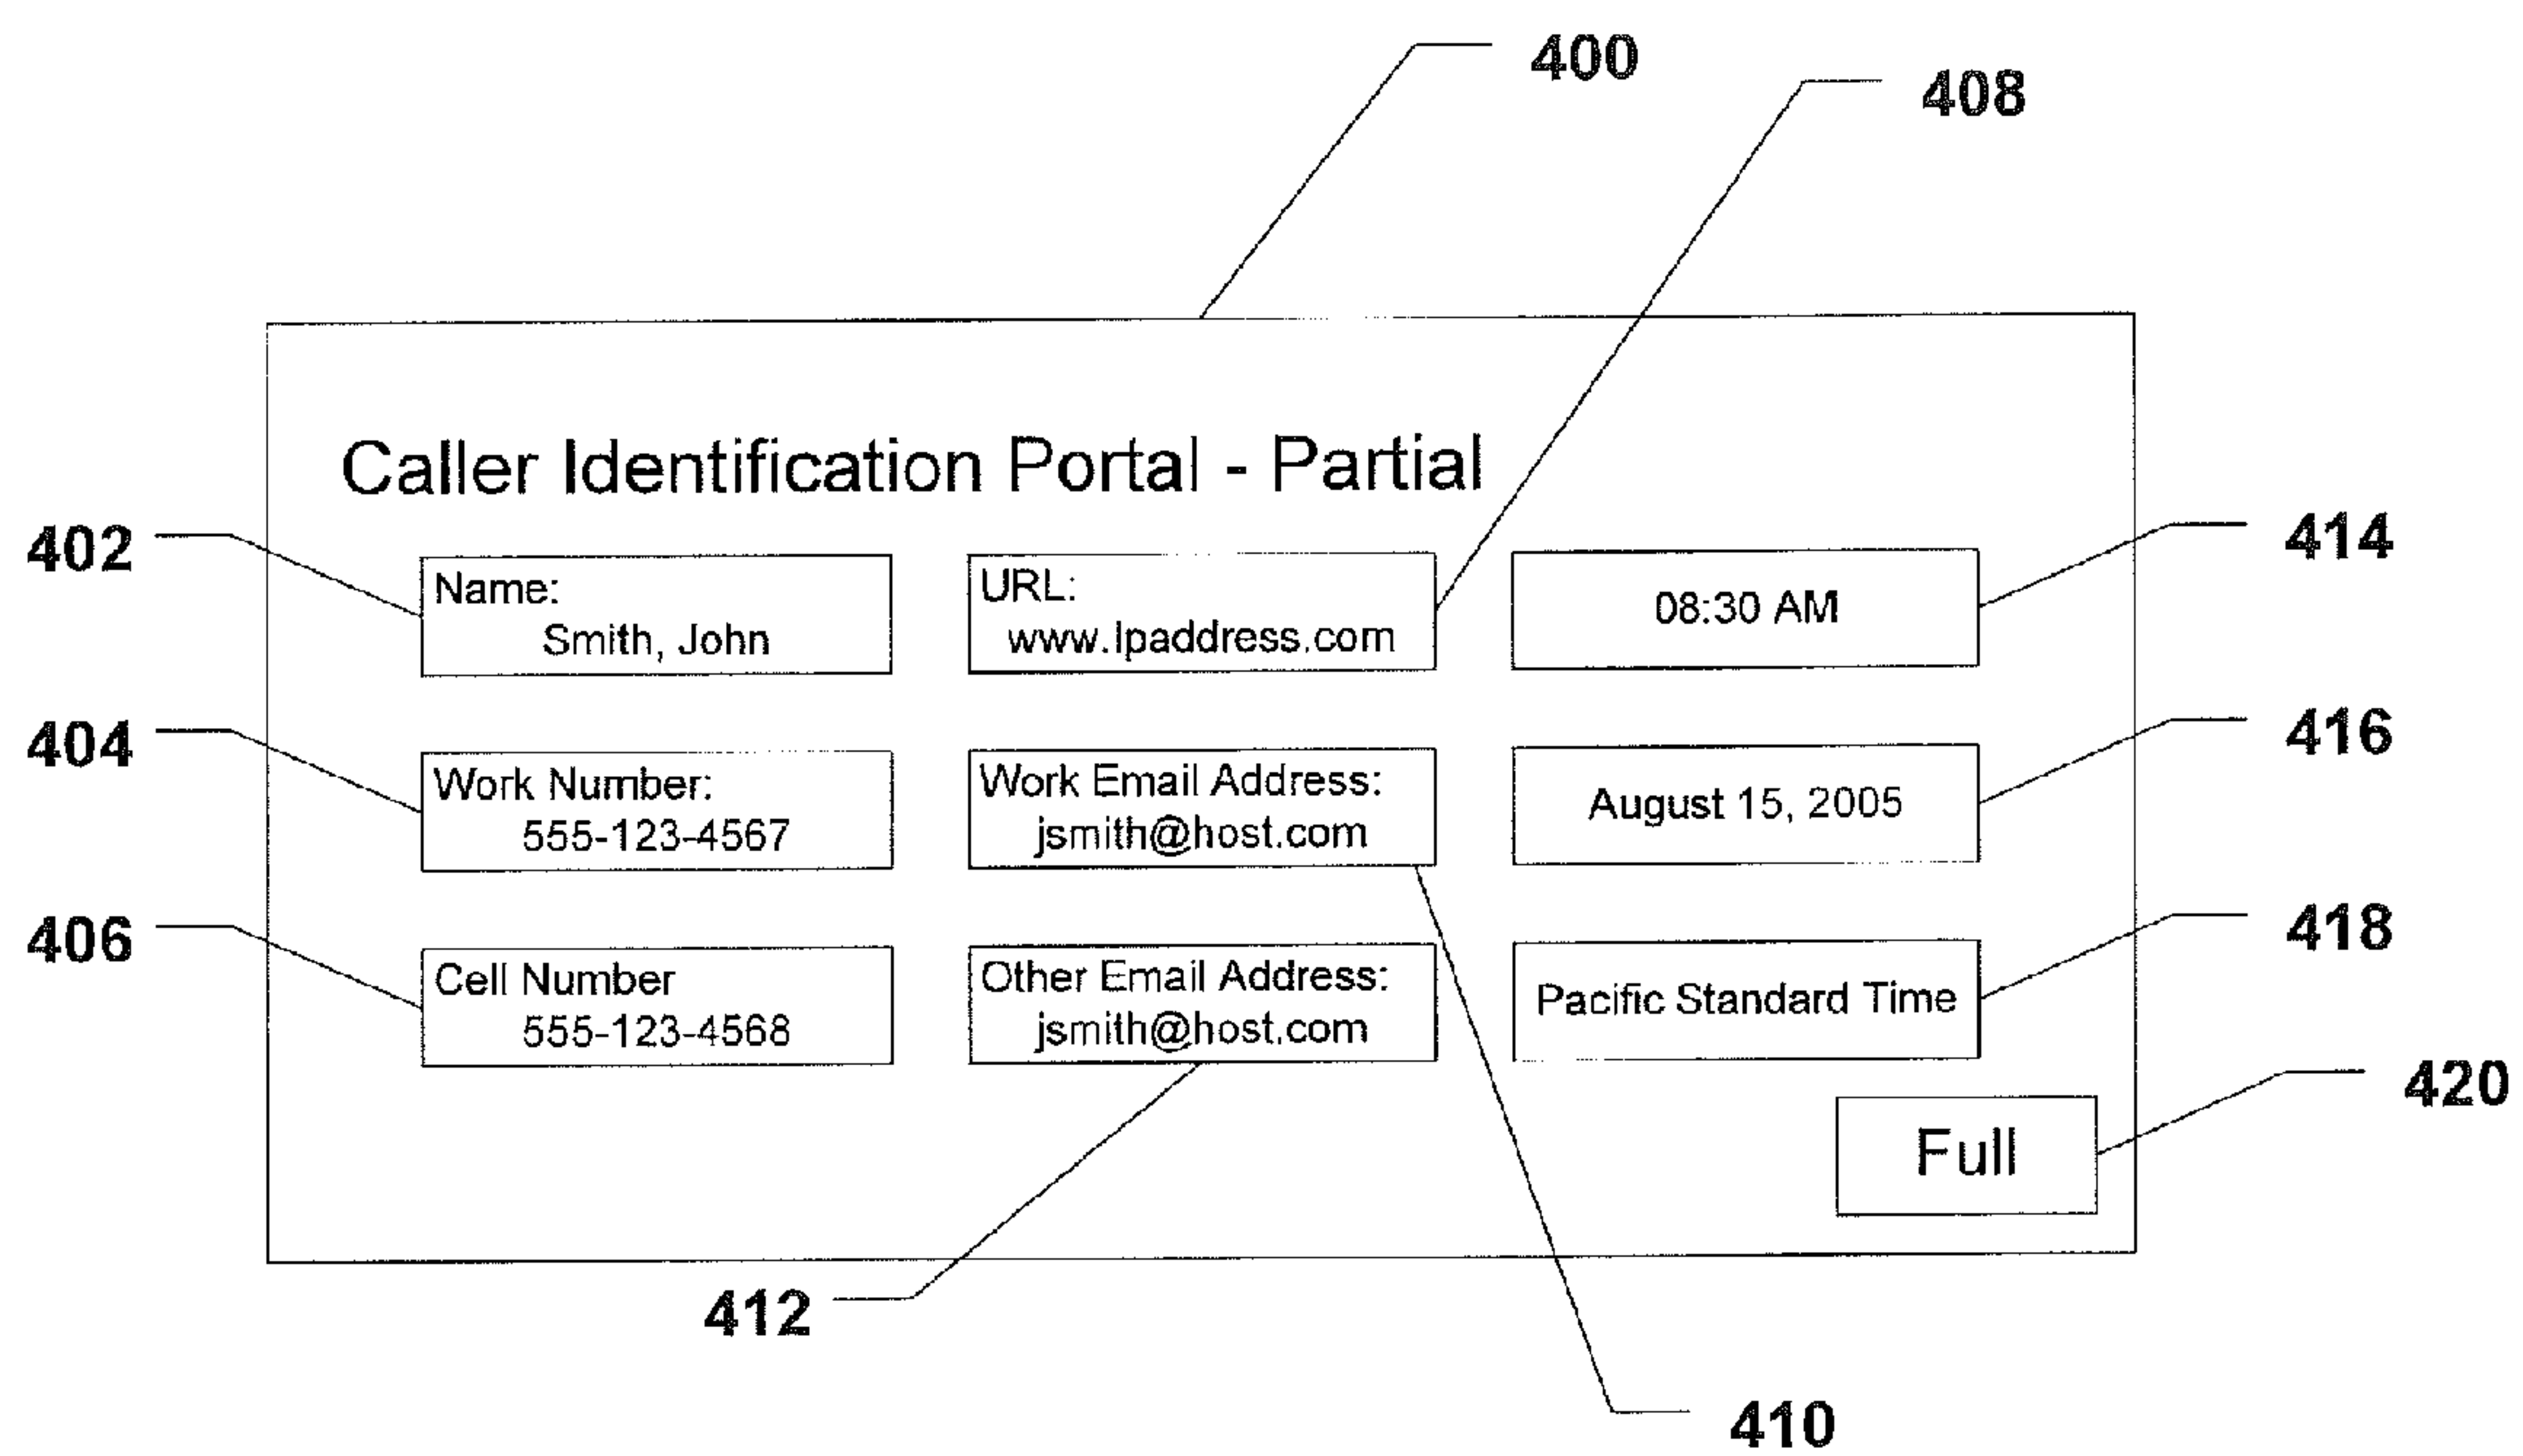 400
408
Caller Identification Portal - Partial
402
Name:
Smith, John
URL:
www.Ipaddress.com
08:30 AM
414
404
Work Number:
555-123-4567
Work Email Address:
jsmith@host.com
August 15, 2005
416
406
Cell Number
555-123-4568
Other Email Address:
jsmith@host.com
Pacific Standard Time
418
Full
420
412
410